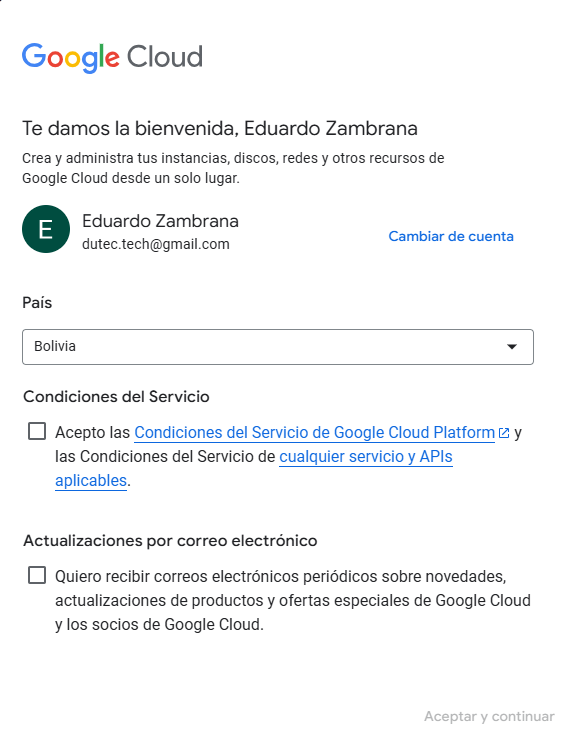 Google Cloud
Te damos la bienvenida, Eduardo Zambrana
Crea y administra tus instancias, discos, redes y otros recursos de
Google Cloud desde un solo lugar.
E
Eduardo Zambrana
dutec.tech@gmail.com
Cambiar de cuenta
País
Bolivia
Condiciones del Servicio
Acepto las Condiciones del Servicio de Google Cloud Platform y
las Condiciones del Servicio de cualquier servicio y APIs
aplicables.
Actualizaciones por correo electrónico
Quiero recibir correos electrónicos periódicos sobre novedades,
actualizaciones de productos y ofertas especiales de Google Cloud
y los socios de Google Cloud.
Aceptar y continuar